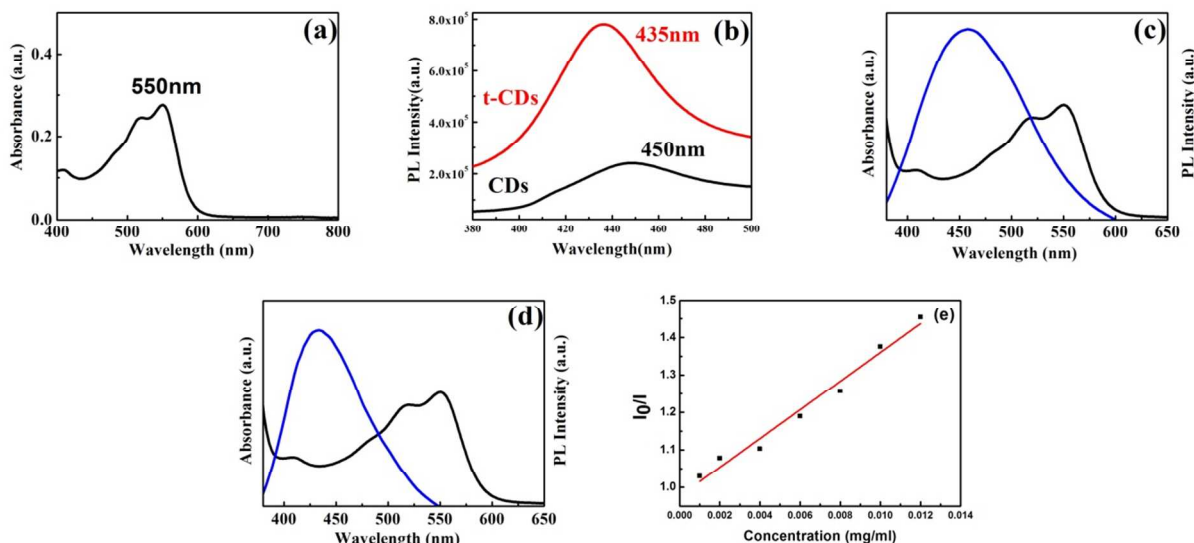 (a)
550nm
Absorbance (a.u.)
0.4
0.2
0.0
400 500 600 700 800
Wavelength (nm)
(b)
435nm
t-CDs
450nm
CDs
PL Intensity(a.u.)
8.0x10⁵
6.0x10⁵
4.0x10⁵
2.0x10⁵
380 400 420 440 460 480 500
Wavelength(nm)
(c)
Absorbance (a.u.)
PL Intensity (a.u.)
400 450 500 550 600 650
Wavelength (nm)
(d)
Absorbance (a.u.)
PL Intensity (a.u.)
400 450 500 550 600 650
Wavelength (nm)
(e)
I₀/I
1.5
1.4
1.3
1.2
1.1
1.0
0.000 0.002 0.004 0.006 0.008 0.010 0.012 0.014
Concentration (mg/ml)